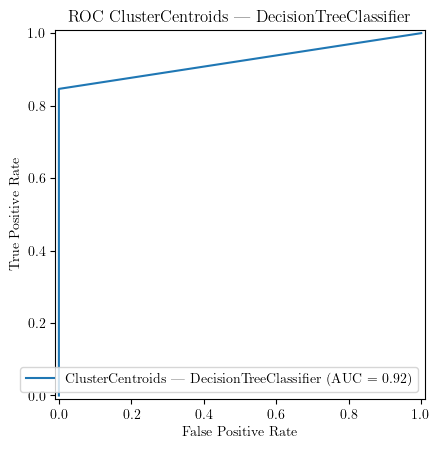 ROC ClusterCentroids — DecisionTreeClassifier
True Positive Rate
1.0
0.8
0.6
0.4
0.2
0.0
ClusterCentroids — DecisionTreeClassifier (AUC = 0.92)
0.0 0.2 0.4 0.6 0.8 1.0
False Positive Rate